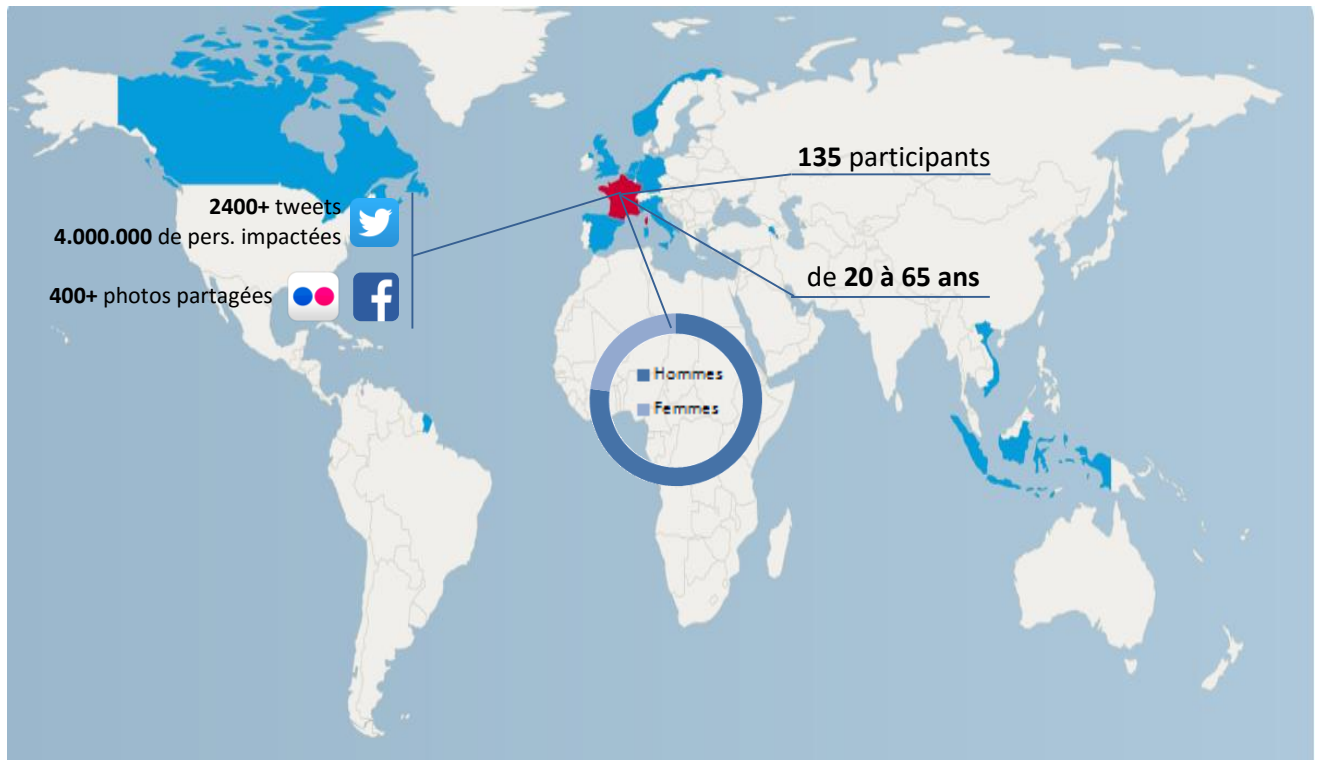 135 participants
2400+ tweets
4.000.000 de pers. impactées
de 20 à 65 ans
400+ photos partagées
Hommes
Femmes